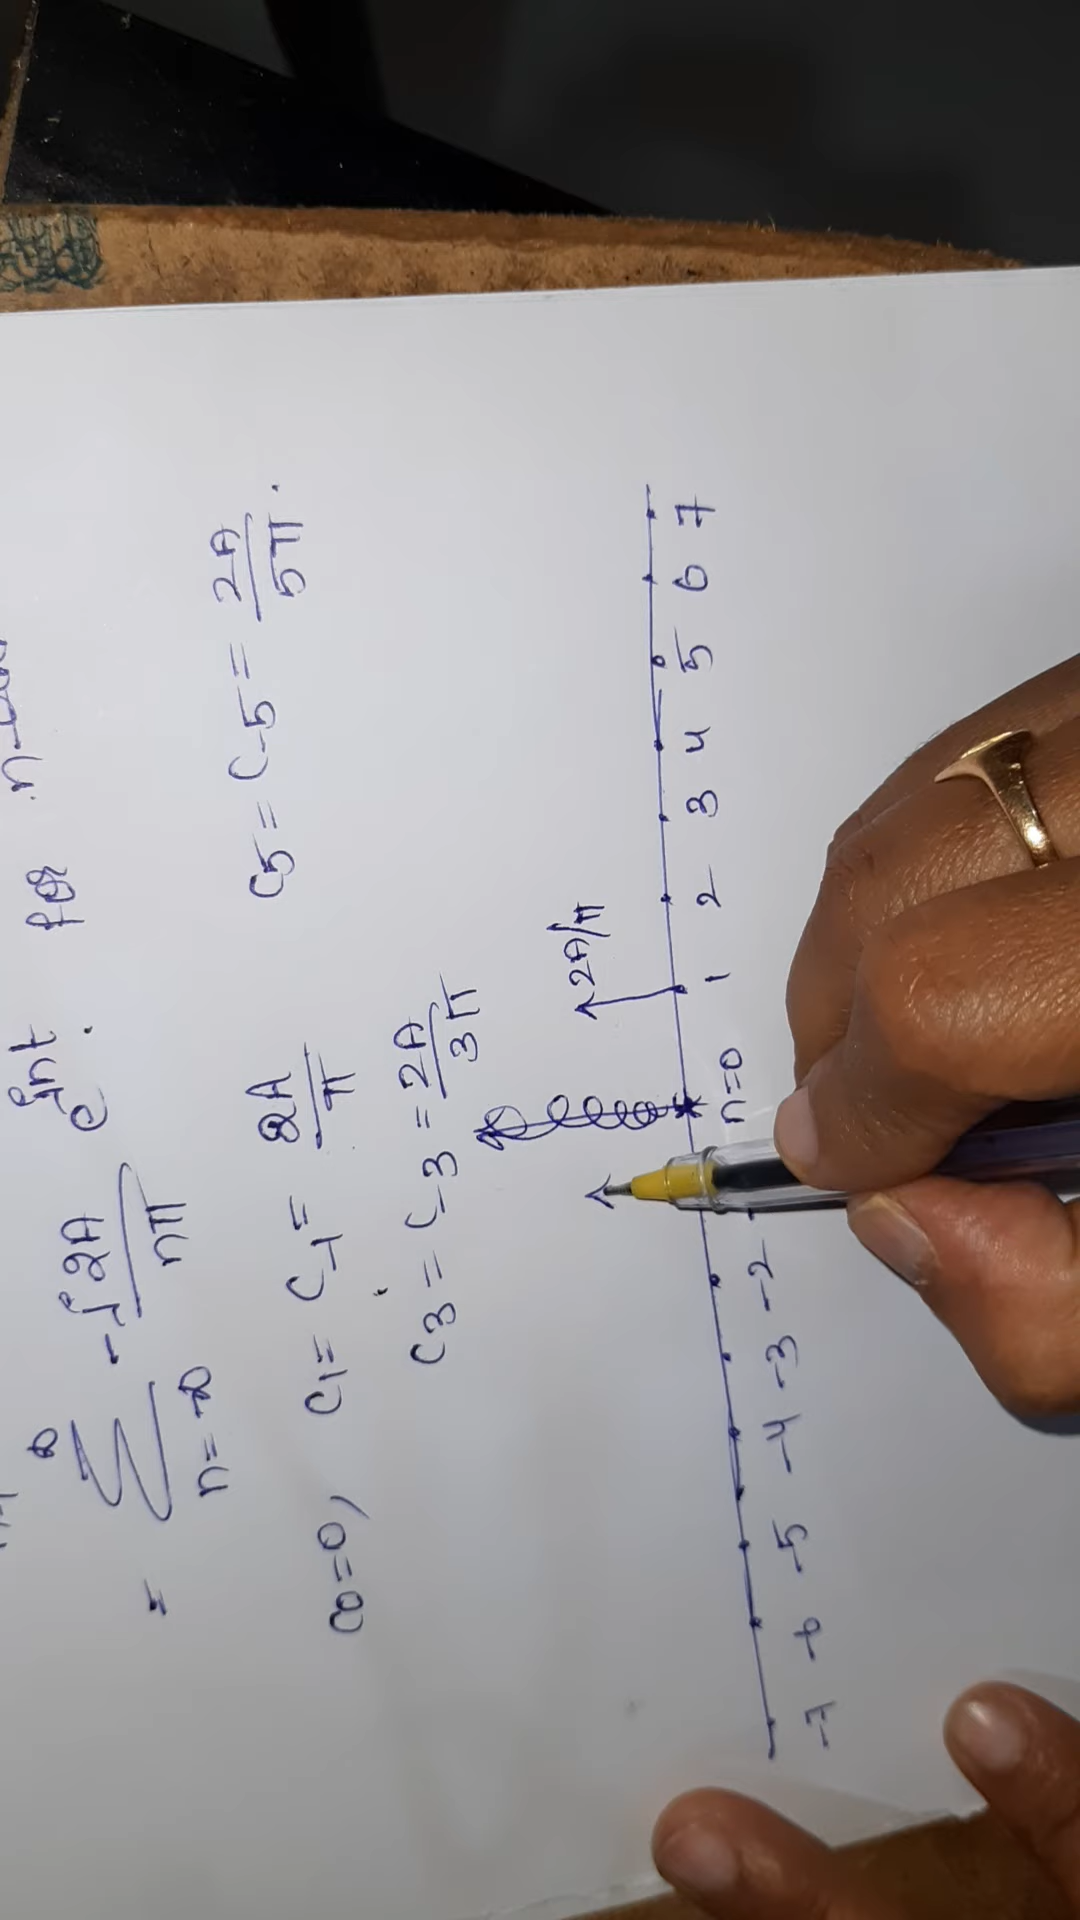 = ∞ Σ n=-∞ -j2A/nπ e^jnt for n-
c0=0, C1= C-1= 2A/π C5= C-5= 2A/5π.
C3= C-3= 2A/3π
2A/π
-7 -6 -5 -4 -3 -2 n=0 1 2 3 4 5 6 7